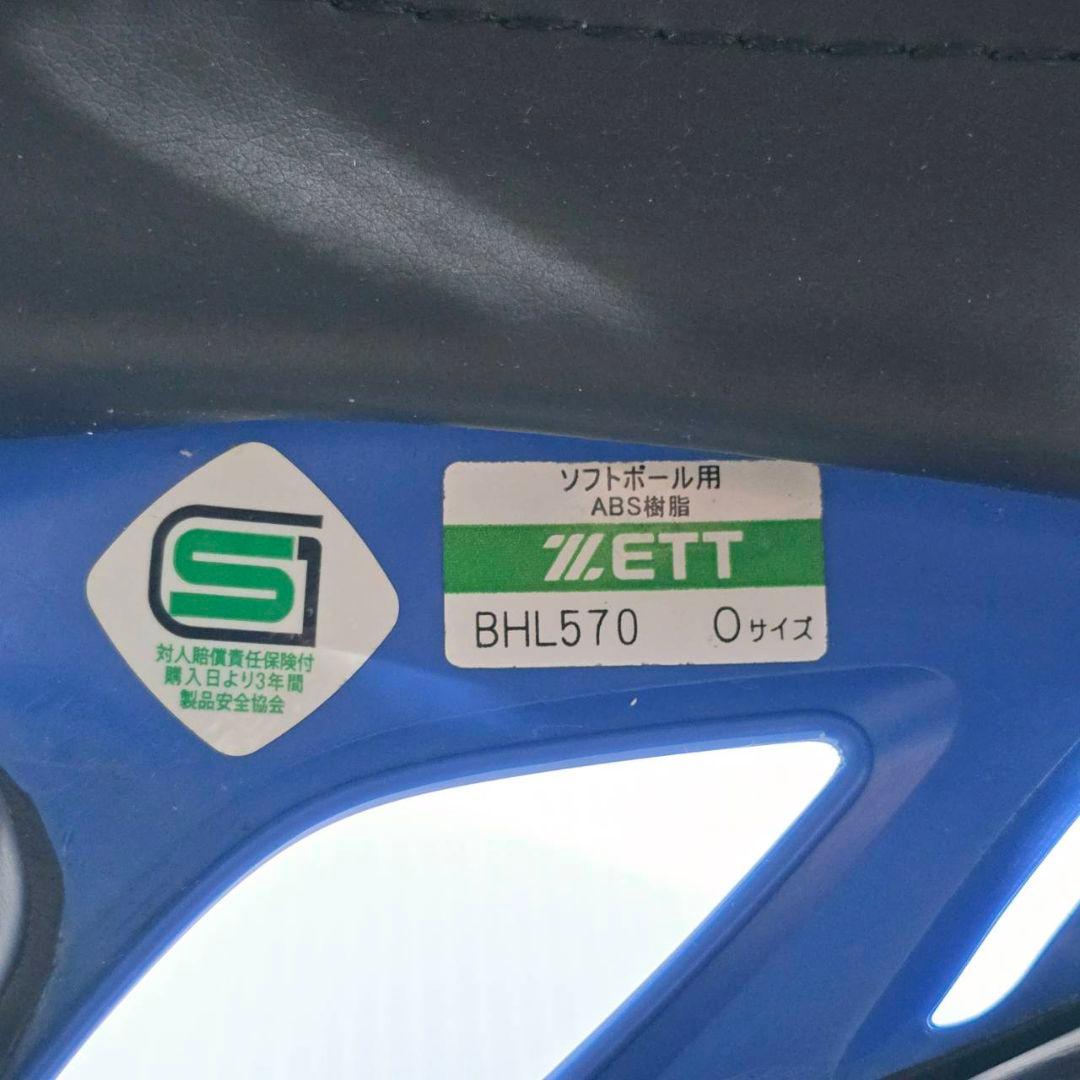 SG
対人賠償責任保険付
購入日より3年間
製品安全協会
ソフトボール用
ABS樹脂
ZETT
BHL570 Oサイズ